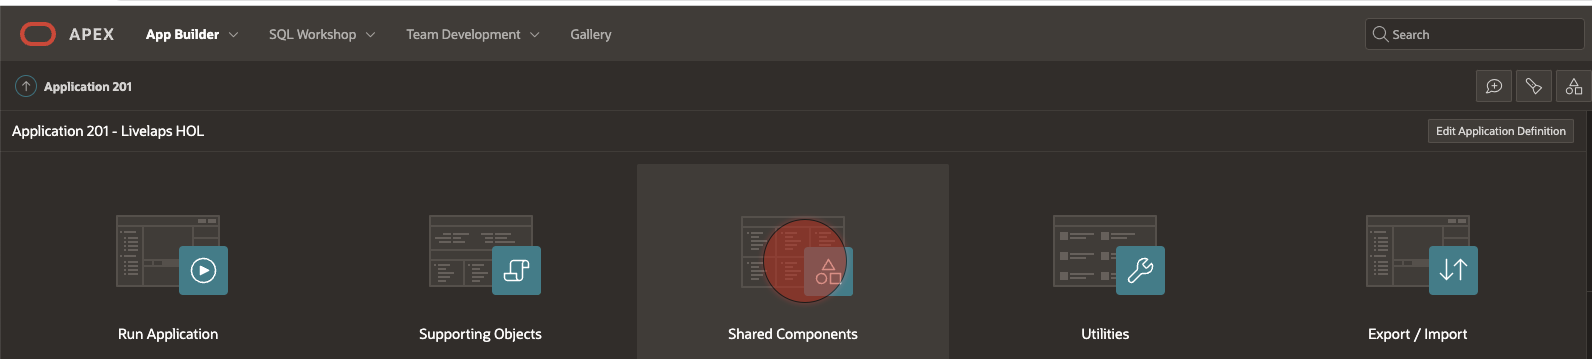 APEX App Builder SQL Workshop Team Development Gallery Search
Application 201
Application 201 - Livelaps HOL Edit Application Definition
Run Application Supporting Objects Shared Components Utilities Export / Import